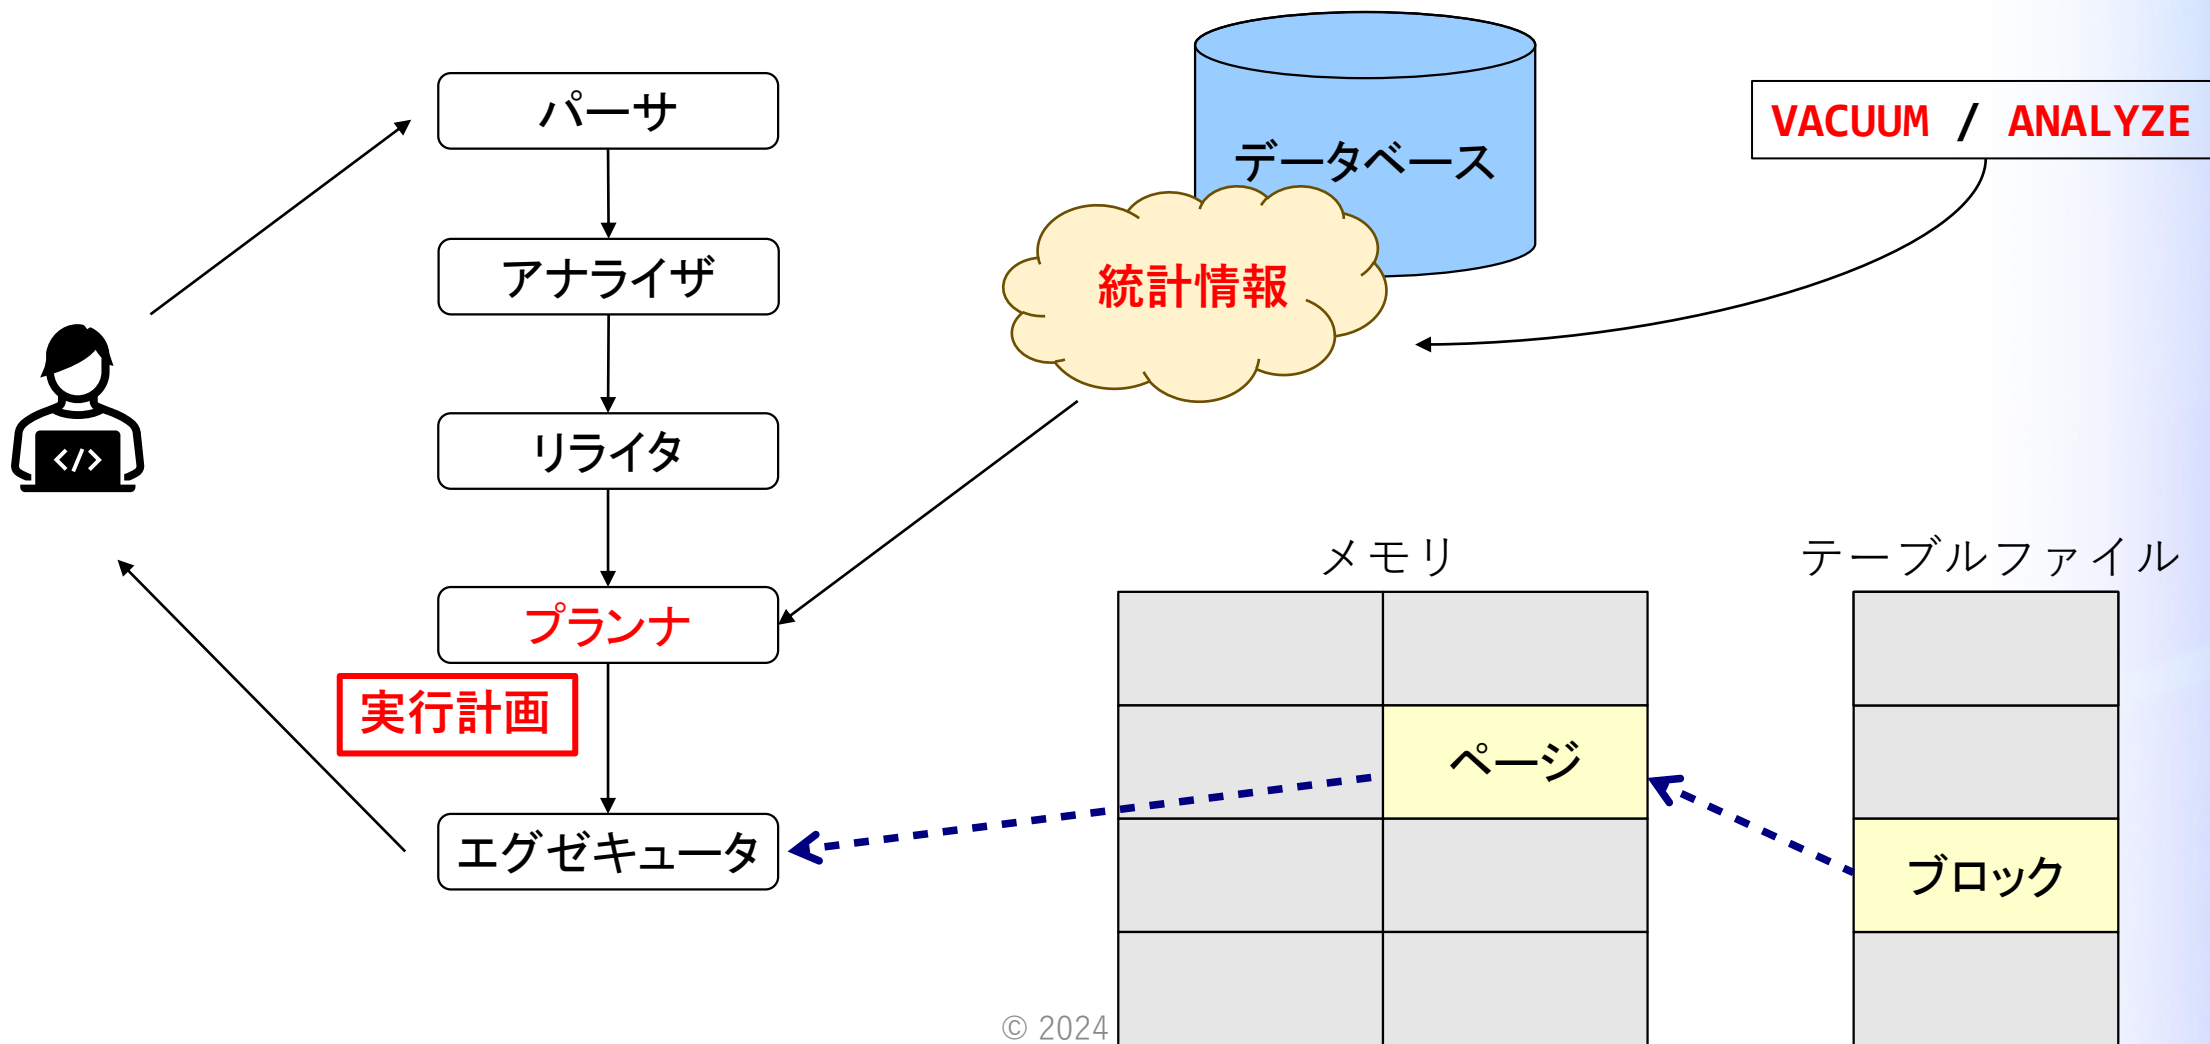 パーサ
アナライザ
リライタ
プランナ
実行計画
エグゼキュータ
データベース
統計情報
VACUUM / ANALYZE
メモリ
テーブルファイル
ページ
ブロック
</>
© 2024